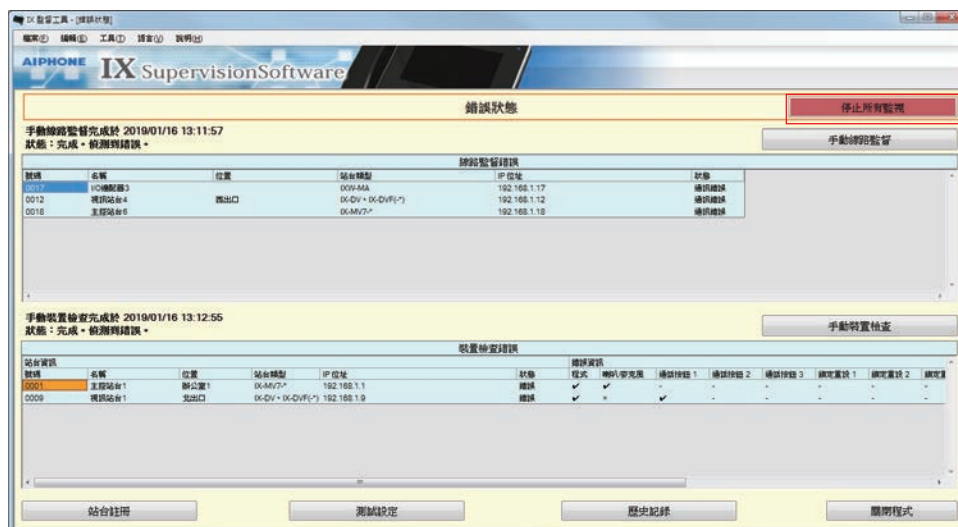 IX 監督工具 - [錯誤狀態]
檔案(F) 編輯(E) 工具(T) 語言(V) 說明(H)
AIPHONE IX SupervisionSoftware
錯誤狀態 停止所有監視
手動線路監督完成於 2019/01/16 13:11:57
狀態：完成。偵測到錯誤。 手動線路監督
線路監督錯誤
號碼 名稱 位置 站台類型 IP 位址 狀態
0017 I/O適配器3 IXW-MA 192.168.1.17 通訊錯誤
0012 視訊站台4 西出口 IX-DV，IX-DVF(-*) 192.168.1.12 通訊錯誤
0018 主控站台6 IX-MV7-* 192.168.1.18 通訊錯誤
手動裝置檢查完成於 2019/01/16 13:12:55
狀態：完成。偵測到錯誤。 手動裝置檢查
裝置檢查錯誤
站台資訊 錯誤資訊
號碼 名稱 位置 站台類型 IP 位址 狀態 程式 喇叭/麥克風 通話按鈕 1 通話按鈕 2 通話按鈕 3 鎖定重設 1 鎖定重設 2 鎖定重
0001 主控站台1 辦公室1 IX-MV7-* 192.168.1.1 錯誤 ✔ ✔ - - - - - -
0009 視訊站台1 北出口 IX-DV，IX-DVF(-*) 192.168.1.9 錯誤 ✔ × ✔ - - - - -
站台註冊 測試設定 歷史記錄 關閉程式